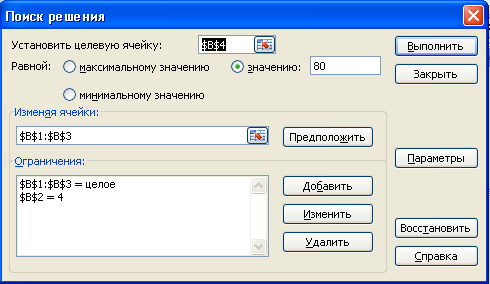 Поиск решения
Установить целевую ячейку: $B$4 Выполнить
Равной: максимальному значению значению: 80 Закрыть
минимальному значению
Изменяя ячейки:
$B$1:$B$3 Предположить
Ограничения: Параметры
$B$1:$B$3 = целое Добавить
$B$2 = 4
Изменить
Восстановить
Удалить
Справка